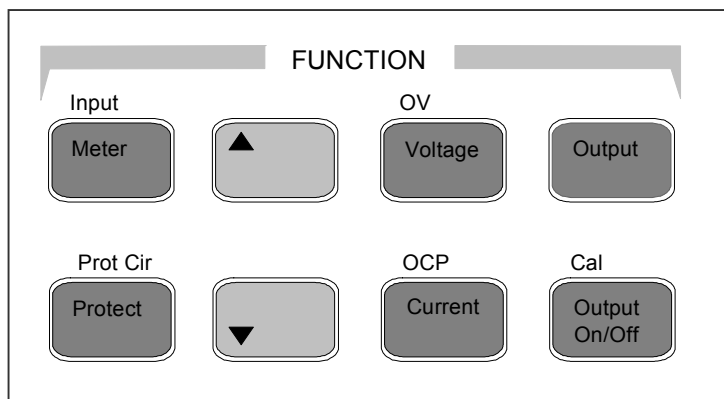 FUNCTION
Input
OV
Meter
Voltage
Output
Prot Cir
OCP
Cal
Protect
Current
Output
On/Off